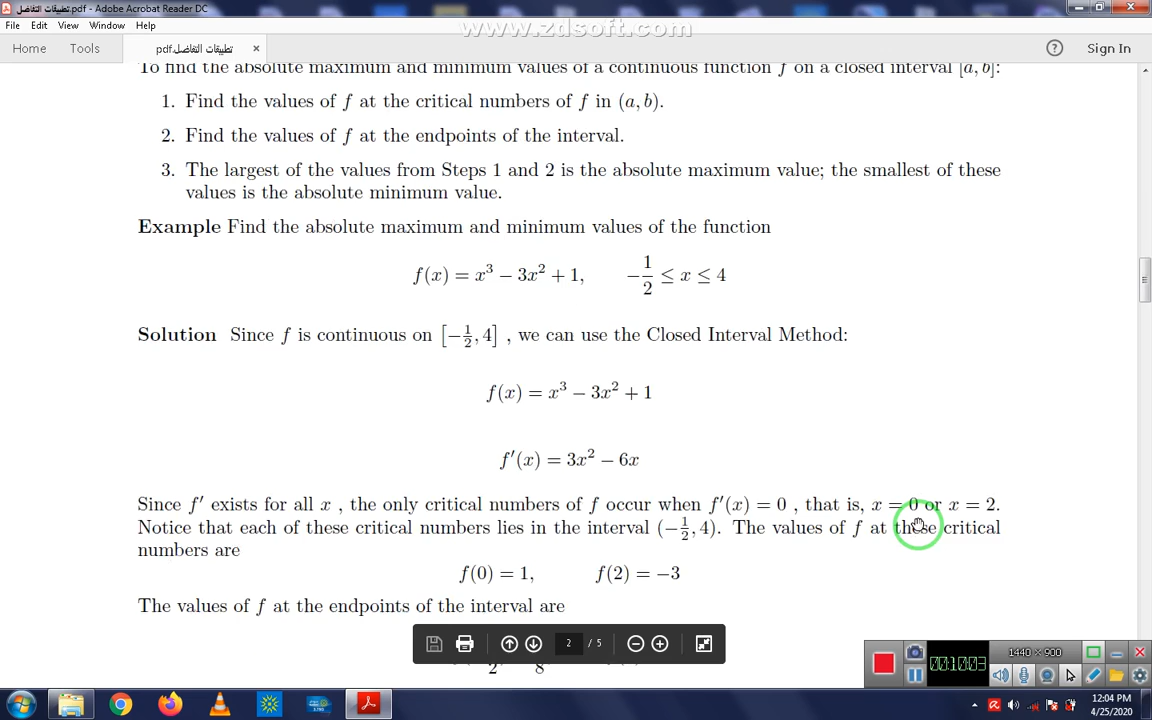 تطبيقات التفاضل.pdf - Adobe Acrobat Reader DC
www.zdsoft.com
File Edit View Window Help
Home Tools تطبيقات التفاضل.pdf × ? Sign In
To find the absolute maximum and minimum values of a continuous function f on a closed interval [a, b]:
1. Find the values of f at the critical numbers of f in (a, b).
2. Find the values of f at the endpoints of the interval.
3. The largest of the values from Steps 1 and 2 is the absolute maximum value; the smallest of these
values is the absolute minimum value.
Example Find the absolute maximum and minimum values of the function
f(x) = x³ − 3x² + 1, −1/2 ≤ x ≤ 4
Solution Since f is continuous on [−1/2, 4] , we can use the Closed Interval Method:
f(x) = x³ − 3x² + 1
f′(x) = 3x² − 6x
Since f′ exists for all x , the only critical numbers of f occur when f′(x) = 0 , that is, x = 0 or x = 2.
Notice that each of these critical numbers lies in the interval (−1/2, 4). The values of f at these critical
numbers are
f(0) = 1, f(2) = −3
The values of f at the endpoints of the interval are
2 / 5
2 8
1440 × 900
00:10:03
12:04 PM
4/25/2020